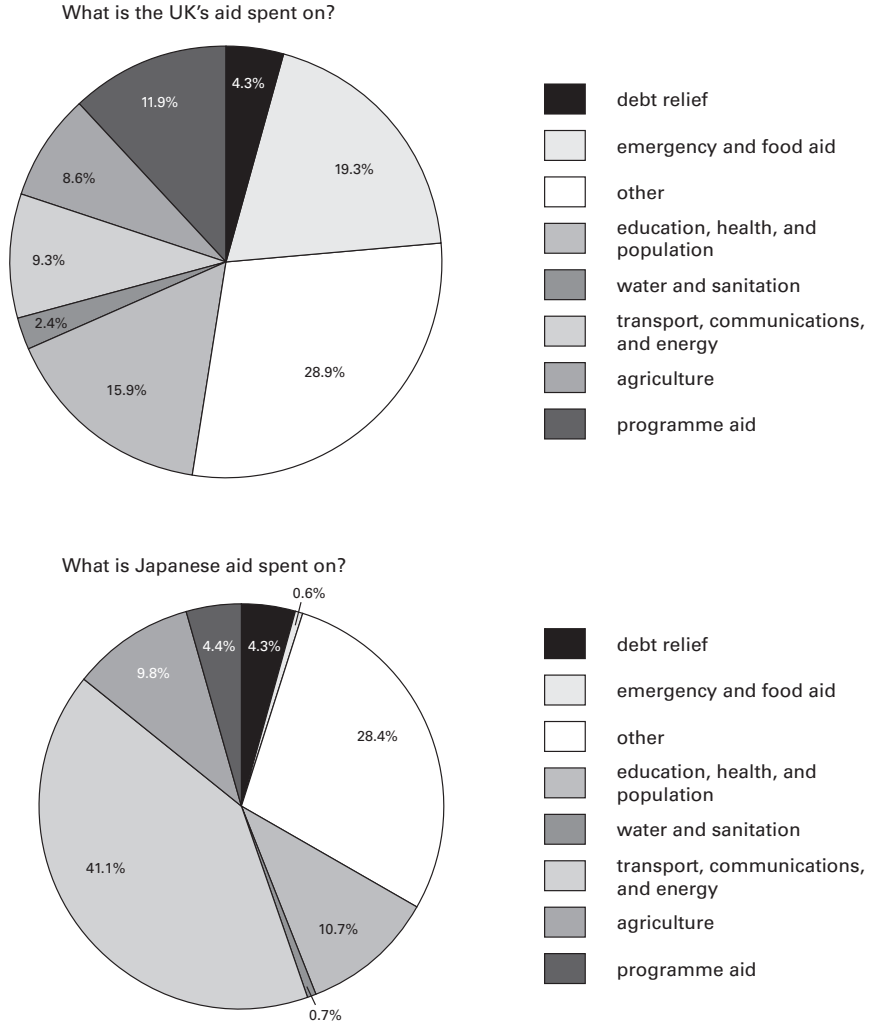 What is the UK's aid spent on?
4.3%
19.3%
28.9%
15.9%
2.4%
9.3%
8.6%
11.9%
debt relief
emergency and food aid
other
education, health, and
population
water and sanitation
transport, communications,
and energy
agriculture
programme aid
What is Japanese aid spent on?
4.3%
0.6%
28.4%
10.7%
0.7%
41.1%
9.8%
4.4%
debt relief
emergency and food aid
other
education, health, and
population
water and sanitation
transport, communications,
and energy
agriculture
programme aid